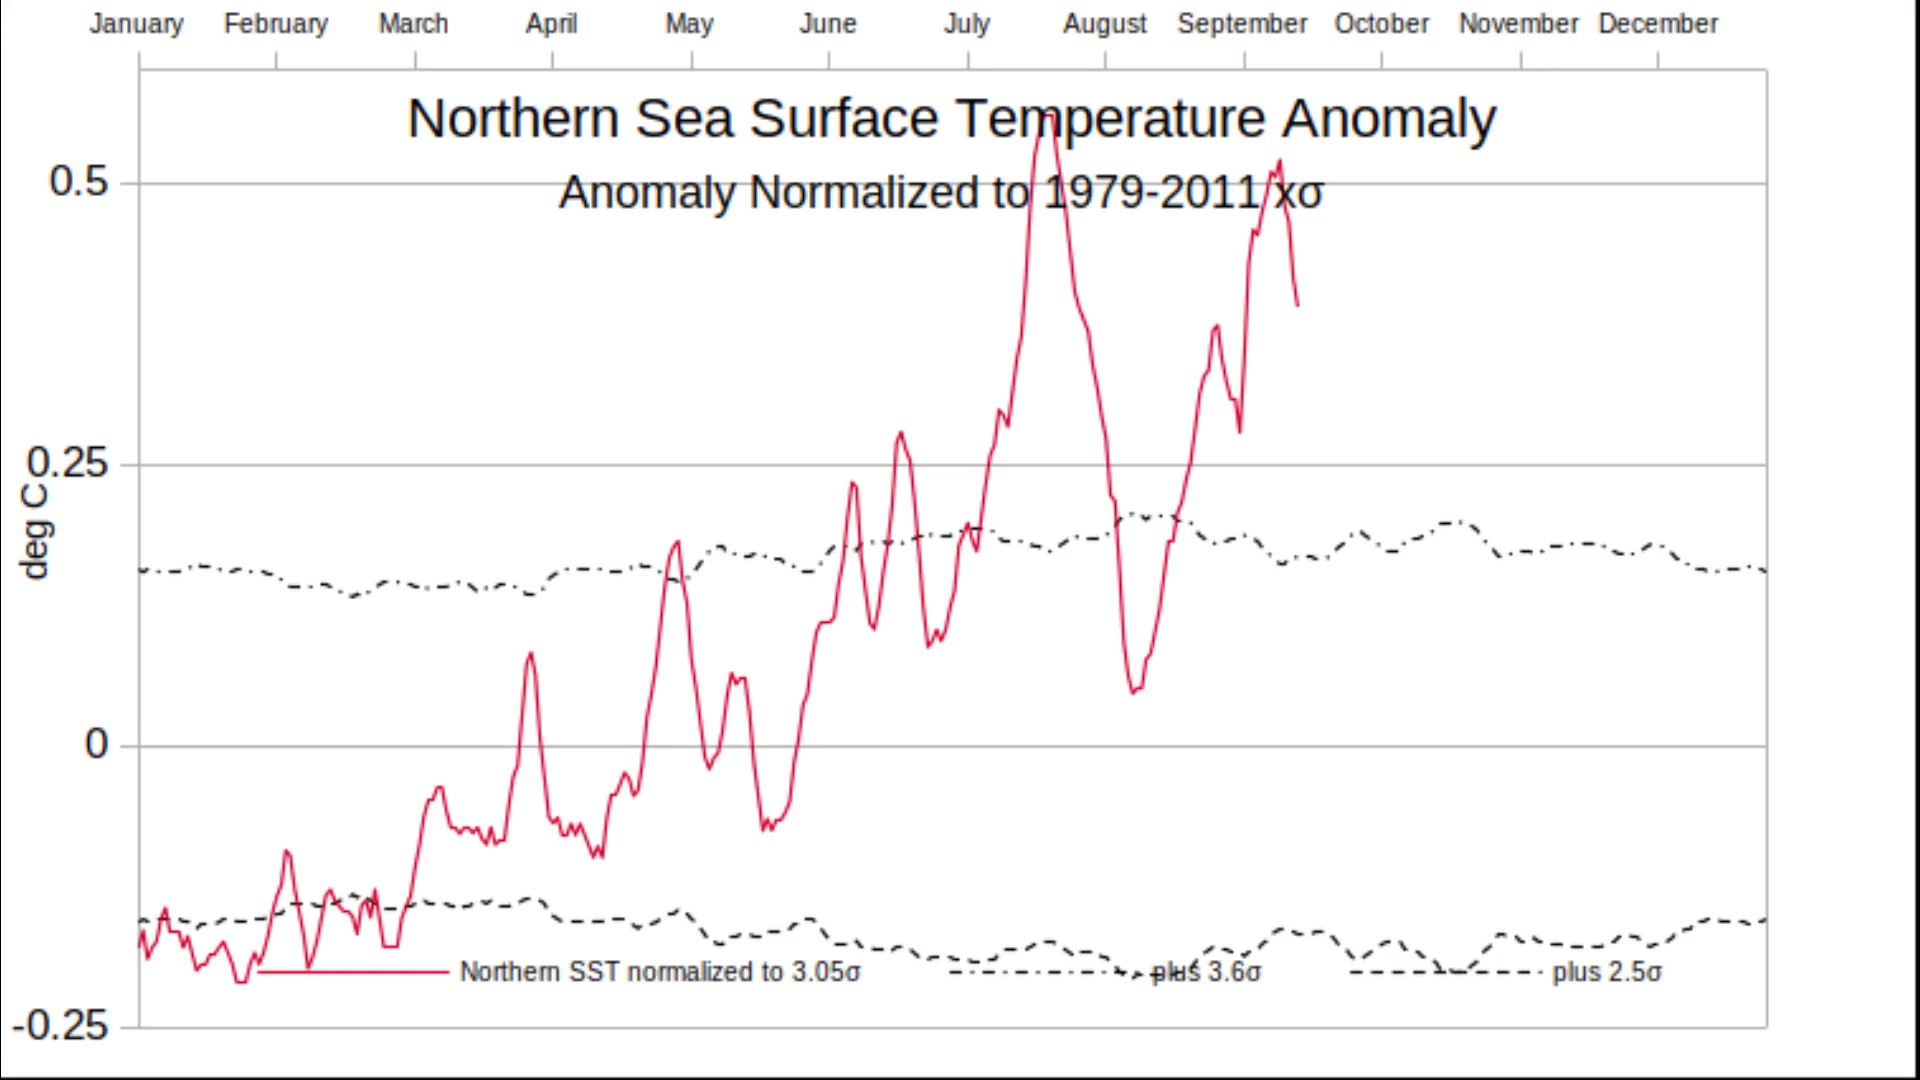 January February March April May June July August September October November December
Northern Sea Surface Temperature Anomaly
0.5
Anomaly Normalized to 1979-2011 xσ
0.25
deg C
0
Northern SST normalized to 3.05σ plus 3.6σ plus 2.5σ
-0.25